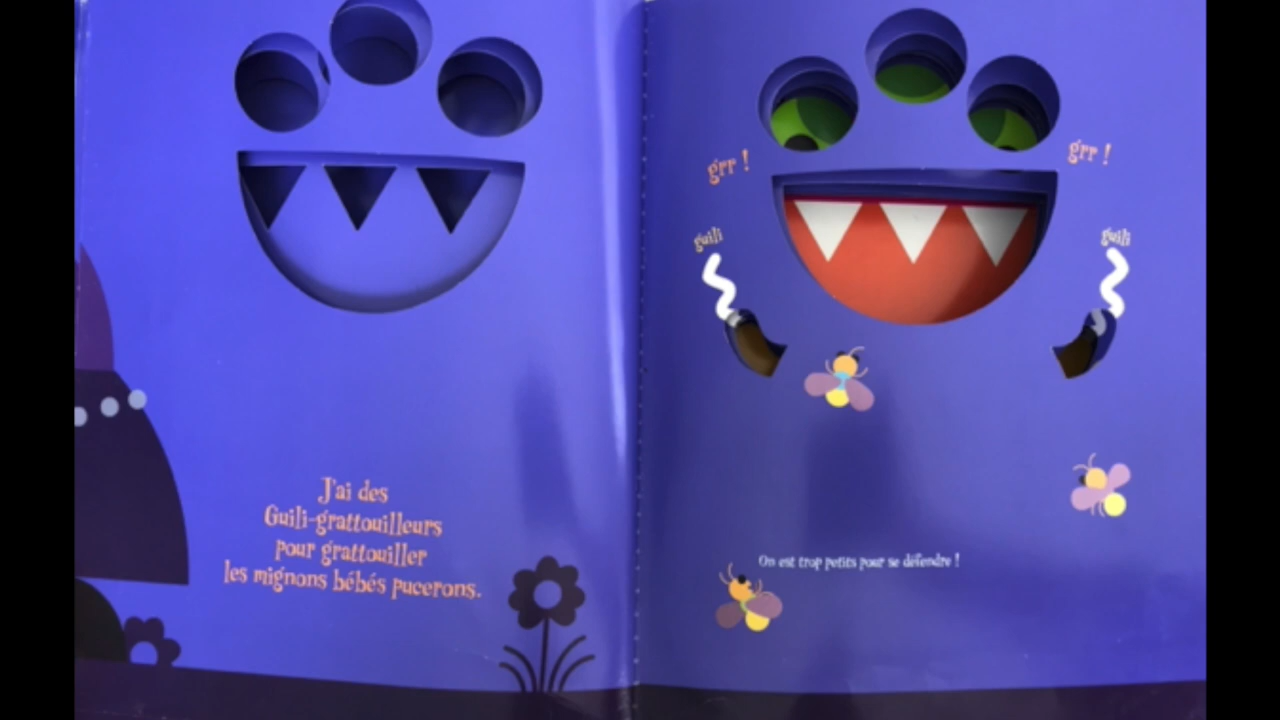 J'ai des
Guili-grattouilleurs
pour grattouiller
les mignons bébés pucerons.
grr !
grr !
guili
guili
On est trop petits pour se défendre !